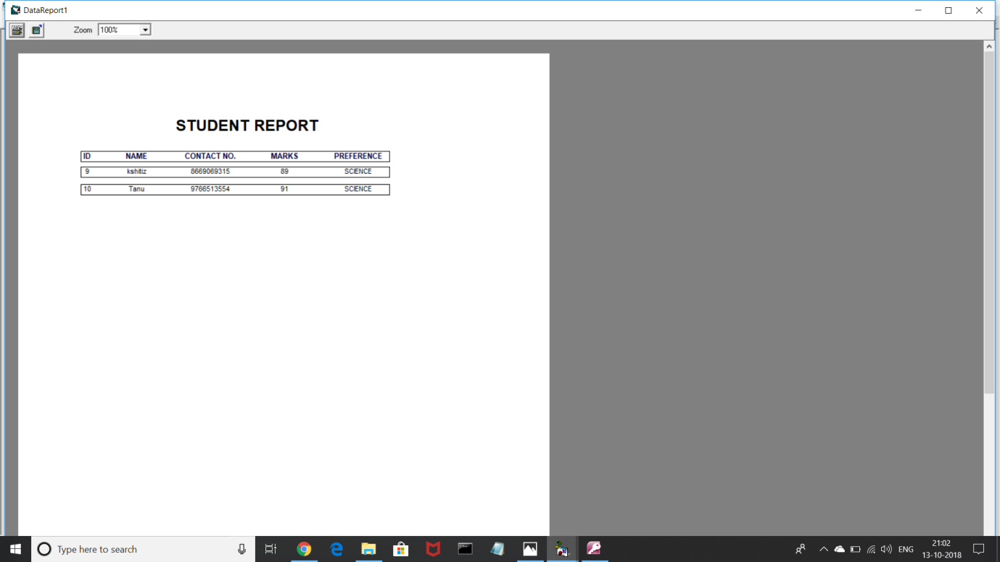 DataReport1
Zoom 100%
STUDENT REPORT
ID NAME CONTACT NO. MARKS PREFERENCE
9 kshitiz 8669069315 89 SCIENCE
10 Tanu 9766513554 91 SCIENCE
Type here to search
ENG
21:02
13-10-2018